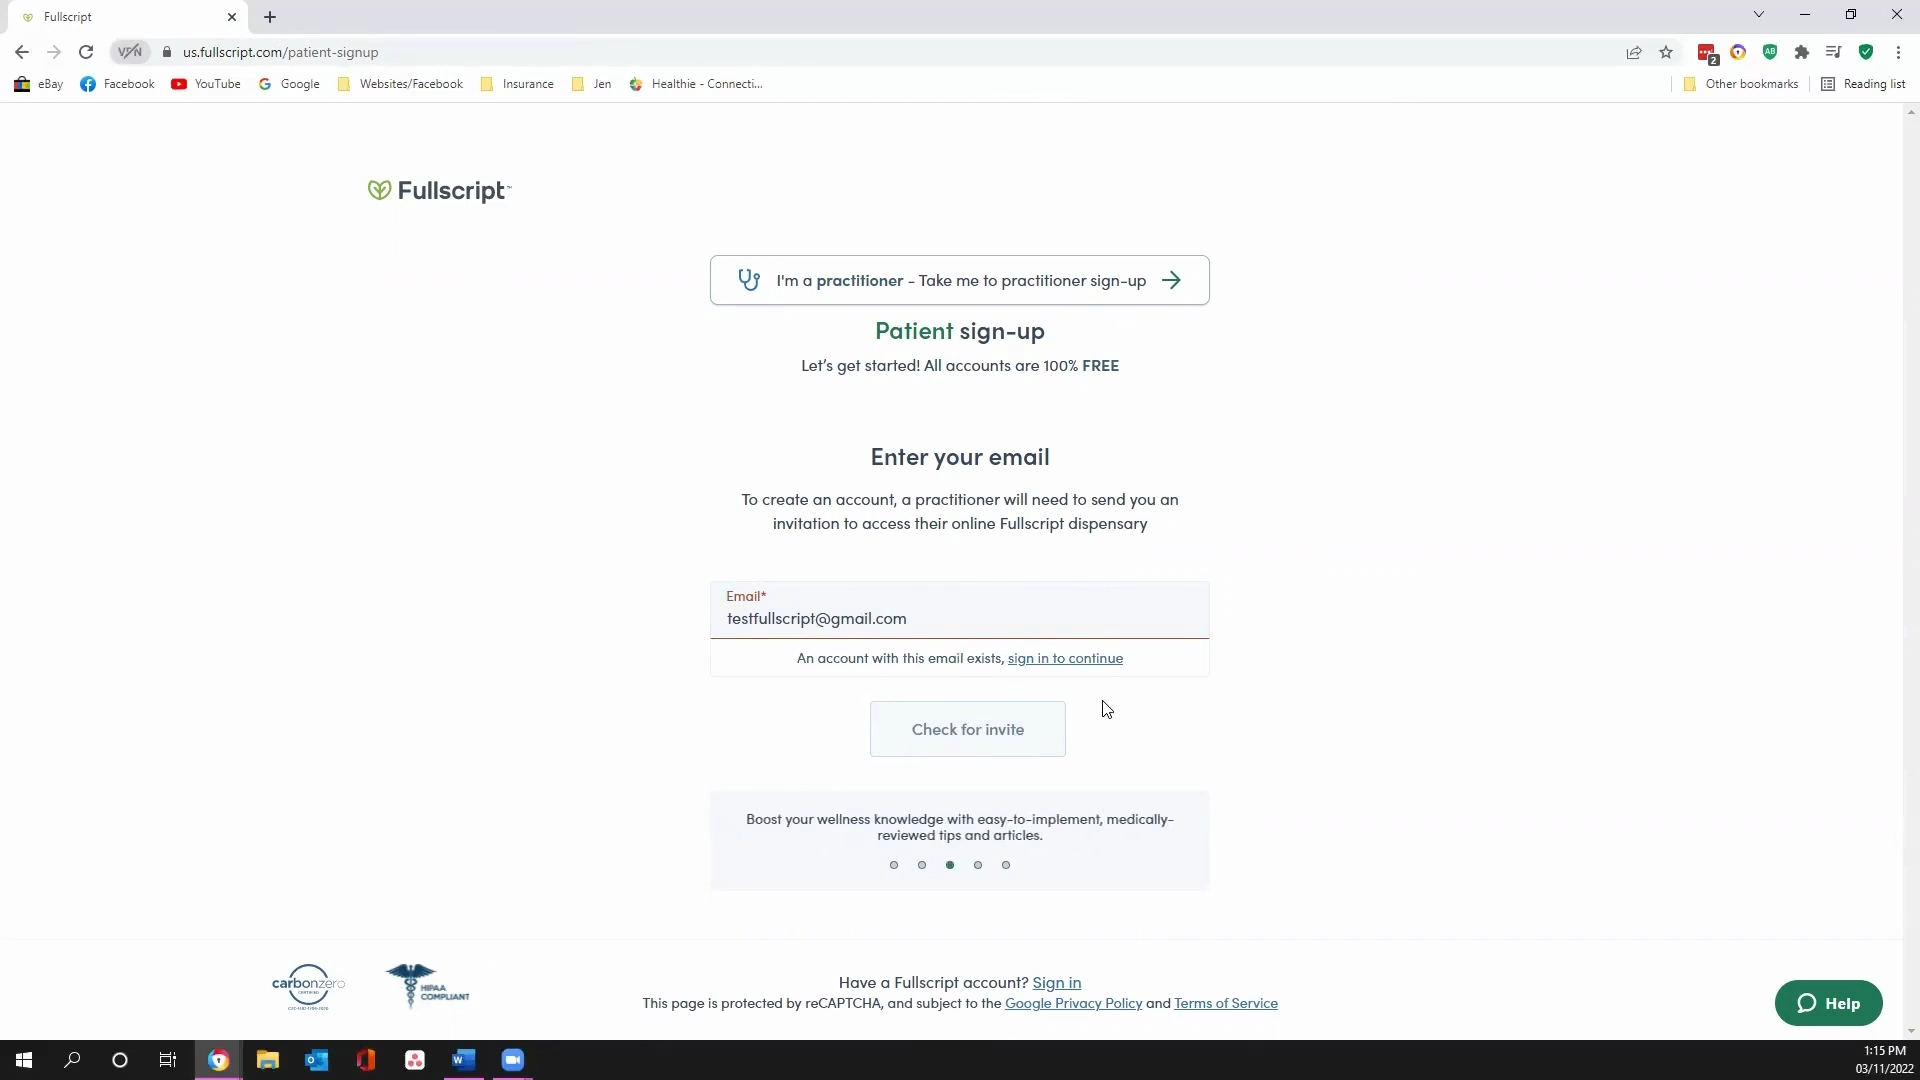 Fullscript
VPN
us.fullscript.com/patient-signup
2
AB
eBay
Facebook
YouTube
Google
Websites/Facebook
Insurance
Jen
Healthie - Connecti...
Other bookmarks
Reading list
Fullscript
I'm a practitioner - Take me to practitioner sign-up
Patient sign-up
Let's get started! All accounts are 100% FREE
Enter your email
To create an account, a practitioner will need to send you an
invitation to access their online Fullscript dispensary
Email*
testfullscript@gmail.com
An account with this email exists, sign in to continue
Check for invite
Boost your wellness knowledge with easy-to-implement, medically-
reviewed tips and articles.
carbonzero
CERTIFIED
HIPAA
COMPLIANT
Have a Fullscript account? Sign in
This page is protected by reCAPTCHA, and subject to the Google Privacy Policy and Terms of Service
Help
1:15 PM
03/11/2022